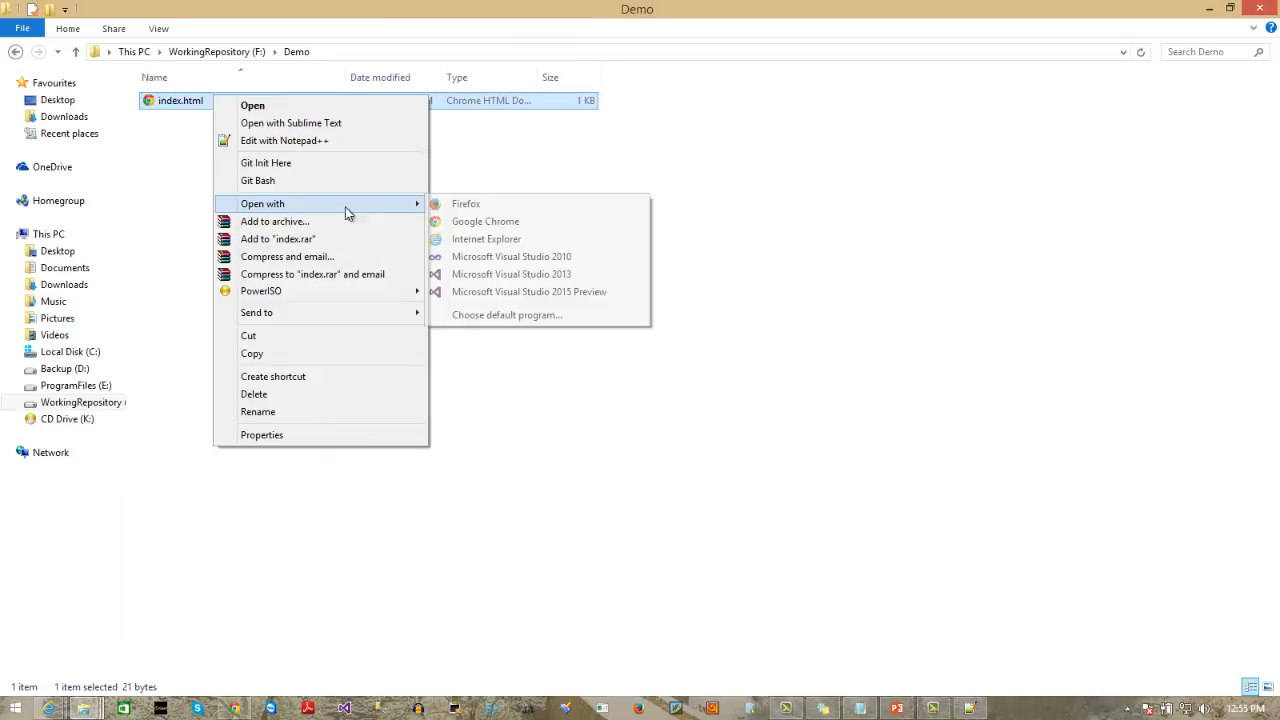 Demo
File Home Share View
This PC WorkingRepository (F:) Demo Search Demo
Name Date modified Type Size
Favourites
Desktop
Downloads
Recent places
OneDrive
Homegroup
This PC
Desktop
Documents
Downloads
Music
Pictures
Videos
Local Disk (C:)
Backup (D:)
ProgramFiles (E:)
WorkingRepository (
CD Drive (K:)
Network
index.html Chrome HTML Do... 1 KB
Open
Open with Sublime Text
Edit with Notepad++
Git Init Here
Git Bash
Open with
Add to archive...
Add to "index.rar"
Compress and email...
Compress to "index.rar" and email
PowerISO
Send to
Cut
Copy
Create shortcut
Delete
Rename
Properties
Firefox
Google Chrome
Internet Explorer
Microsoft Visual Studio 2010
Microsoft Visual Studio 2013
Microsoft Visual Studio 2015 Preview
Choose default program...
1 item 1 item selected 21 bytes
12:55 PM